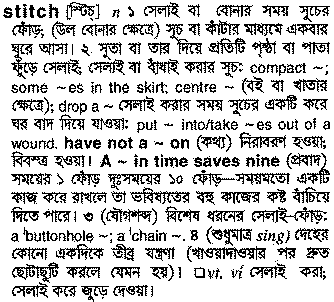 stitch [স্টিচ্] n ১ সেলাই বা বোনার সময় সুচের
ফোঁড়; (উল বোনার ক্ষেত্রে) সূচ বা কাঁটার মাধ্যমে একবার
ঘুরে আসা। ২ সুতা বা তার দিয়ে প্রতিটি পৃষ্ঠা বা পাতা
ফুঁড়ে সেলাই; সেলাই বা বাঁধাই করার সুচ: compact ~;
some ~es in the skirt; centre ~ (বই বা খাতার
ক্ষেত্রে); drop a ~ সেলাই করার সময় সুচের একটি করে
ঘর বাদ দিয়ে যাওয়া: put ~ into/take ~es out of a
wound. have not a ~ on (কথ্য) নিরাবরণ হওয়া;
বিবস্ত্র হওয়া। A ~ in time saves nine (প্রবাদ)
সময়ের ১ ফোঁড় দুঃসময়ের ১০ ফোঁড়—সময়মতো একটি
কাজ করে রাখলে তা ভবিষ্যতের বহু কাজের কষ্ট বাঁচিয়ে
দিতে পারে। ৩ (যৌগশব্দ) বিশেষ ধরনের সেলাই-ফোঁড়:
a ˈbuttonhole ~; a ˈchain ~. ৪ (শুধুমাত্র sing) দেহের
কোনো একদিকে তীব্র যন্ত্রণা (খাওয়াদাওয়ার পর দ্রুত
ছোটাছুটি করলে যেমন হয়)। □vt, vi সেলাই করা;
সেলাই করে জুড়ে দেওয়া।